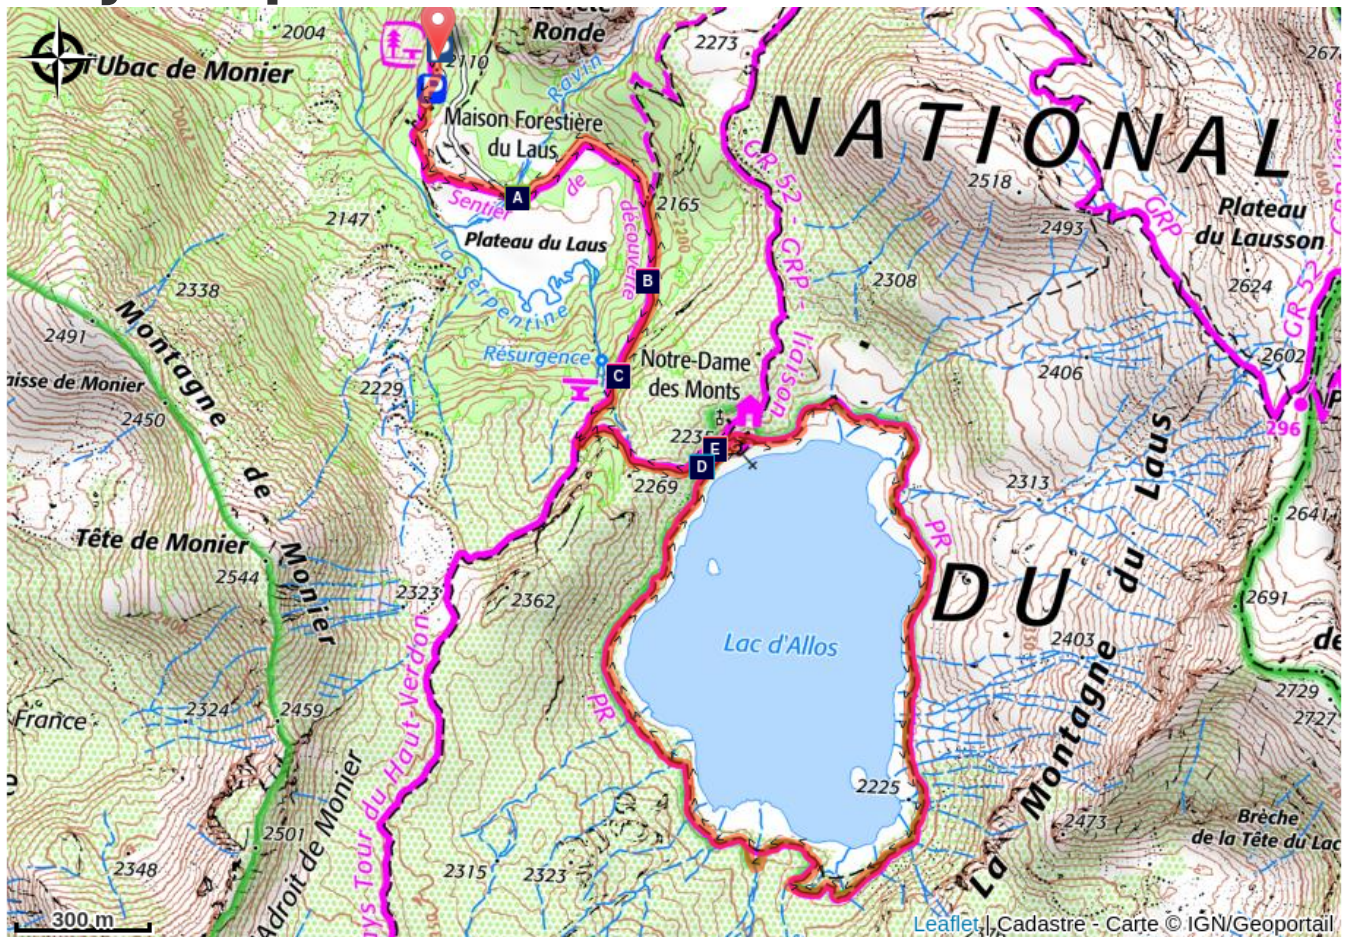 2004
Ronde
2273
267
l'Ubac de Monier
2110
Ravin
P
Maison Forestière
du Laus
NATIONAL
GR 52 - GRP - liaison
2518
A
Sentier de découverte
2147
2165
2200
2493
GRP
Plateau
du Lausson
Plateau du Laus
La Serpentine
B
2308
2624
GR 52
2338
Montagne de Monier
2491
Résurgence
C
Notre-Dame
des Monts
2602
2406
aisse de Monier
2229
2450
296
E
D
2269
2313
Tête de Monier
2544
PR
2641
2323
2362
DU
2691
Lac d'Allos
2403
La Montagne du Laus
de
PR
France
2324
2459
2729
2727
ays Tour du Haut-Verdon
2225
Adroit de Monier
2473
Brèche
de la Tête du Lac
2501
2348
2315
2323
300 m
Leaflet | Cadastre - Carte © IGN/Geoportail